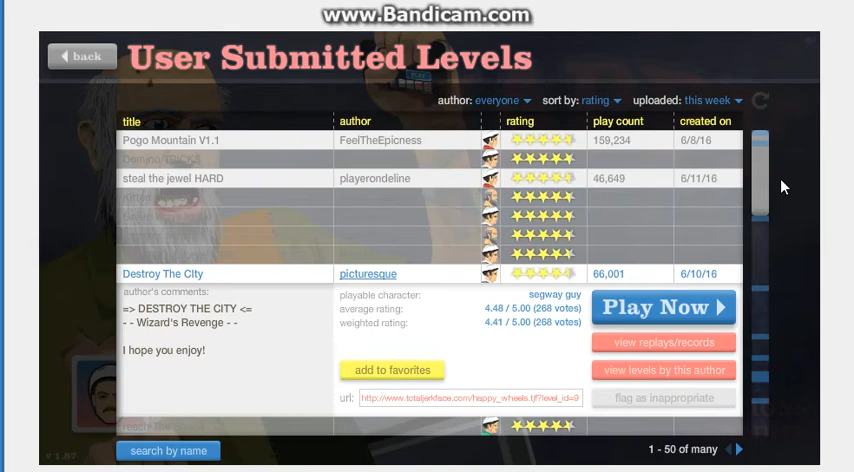 www.Bandicam.com
back
User Submitted Levels
author: everyone sort by: rating uploaded: this week
title author rating play count created on
Pogo Mountain V1.1 FeelTheEpicness 159,234 6/8/16
steal the jewel HARD playerondeline 46,649 6/11/16
Destroy The City picturesque 66,001 6/10/16
author's comments:
=> DESTROY THE CITY <=
- - Wizard's Revenge - -
I hope you enjoy!
playable character: segway guy
average rating: 4.48 / 5.00 (268 votes)
weighted rating: 4.41 / 5.00 (268 votes)
Play Now
view replays/records
add to favorites
view levels by this author
url: http://www.totaljerkface.com/happy_wheels.tjf?level_id=9
flag as inappropriate
search by name
1 - 50 of many
v 1.87